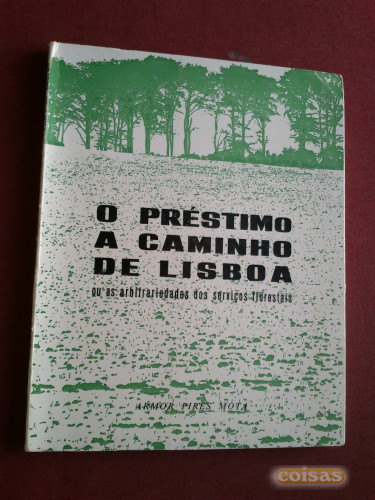 O PRÉSTIMO
A CAMINHO
DE LISBOA
ou as arbitrariedades dos serviços florestais
ARMOR PIRES MOTA
coisas